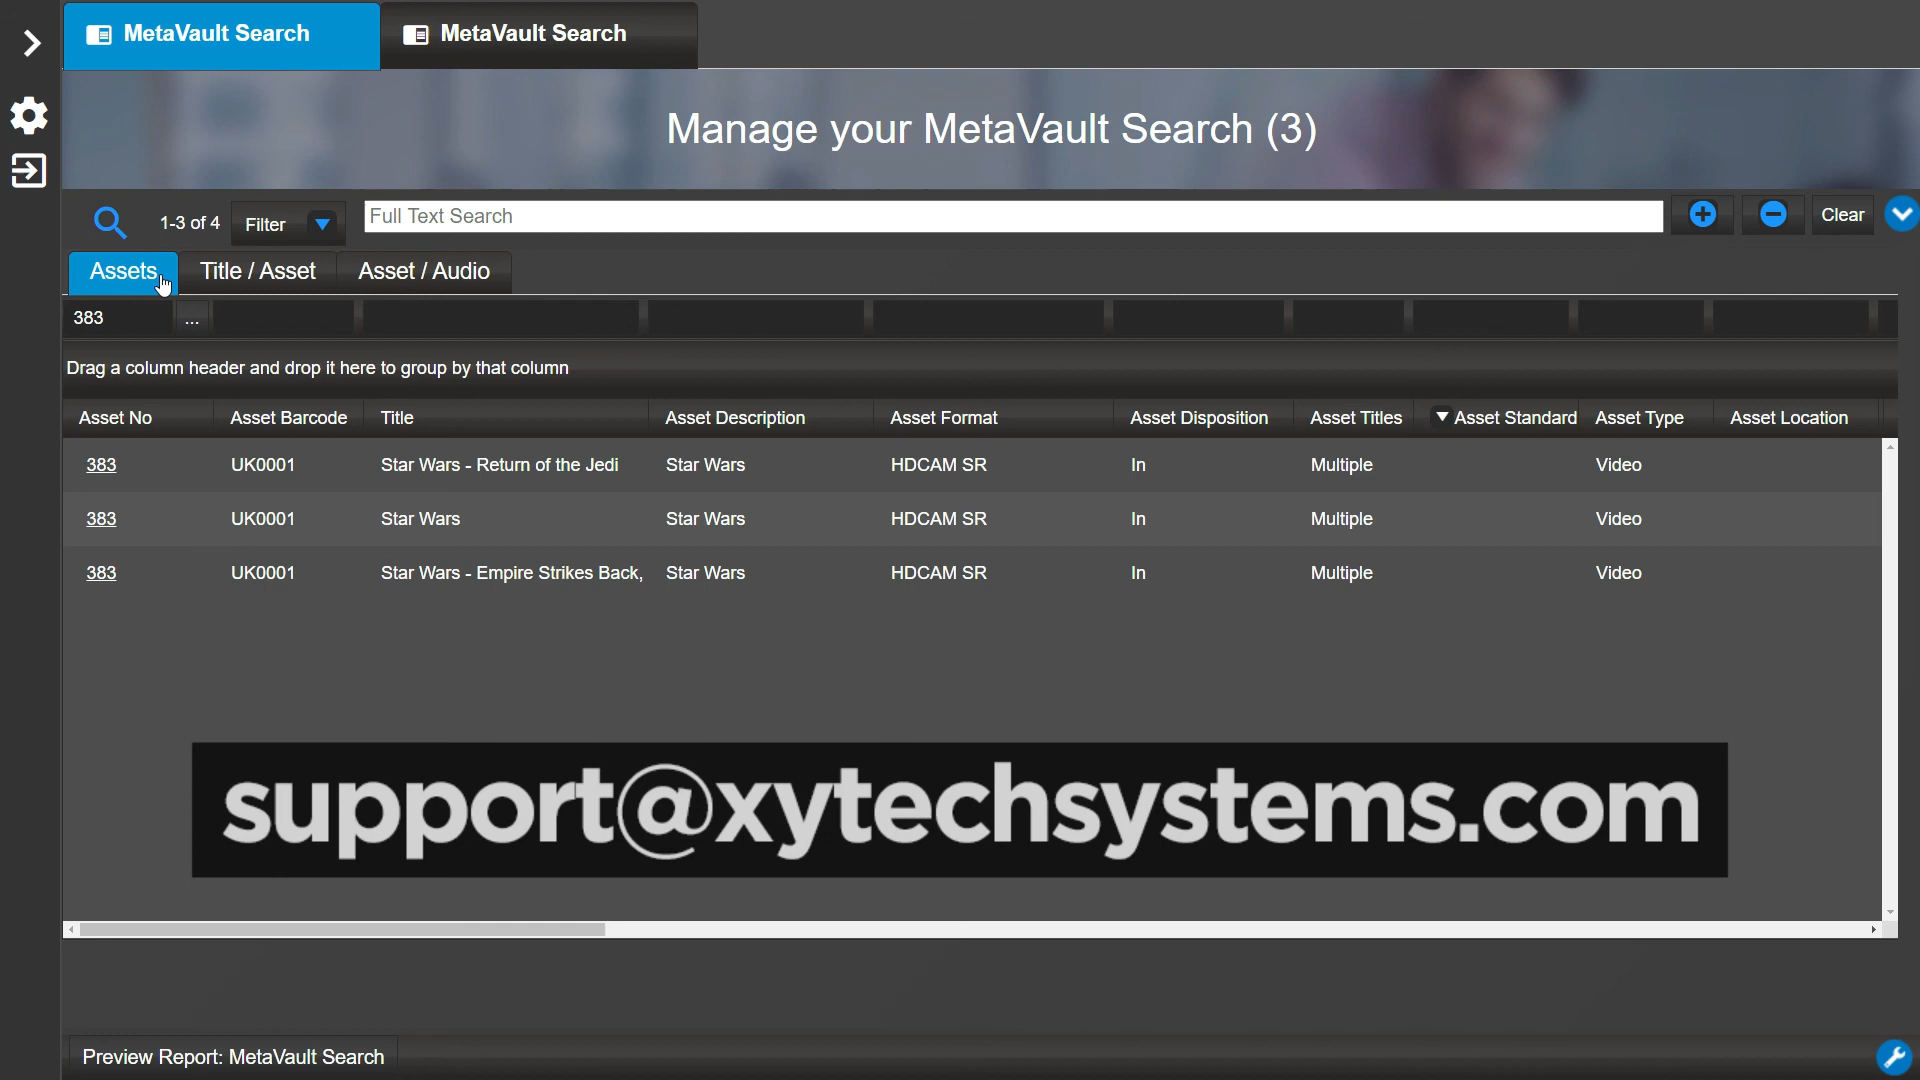 MetaVault Search
MetaVault Search
Manage your MetaVault Search (3)
1-3 of 4
Filter
Full Text Search
Clear
Assets
Title / Asset
Asset / Audio
383
...
Drag a column header and drop it here to group by that column
Asset No Asset Barcode Title Asset Description Asset Format Asset Disposition Asset Titles Asset Standard Asset Type Asset Location
383 UK0001 Star Wars - Return of the Jedi Star Wars HDCAM SR In Multiple Video
383 UK0001 Star Wars Star Wars HDCAM SR In Multiple Video
383 UK0001 Star Wars - Empire Strikes Back, Star Wars HDCAM SR In Multiple Video
support@xytechsystems.com
Preview Report: MetaVault Search